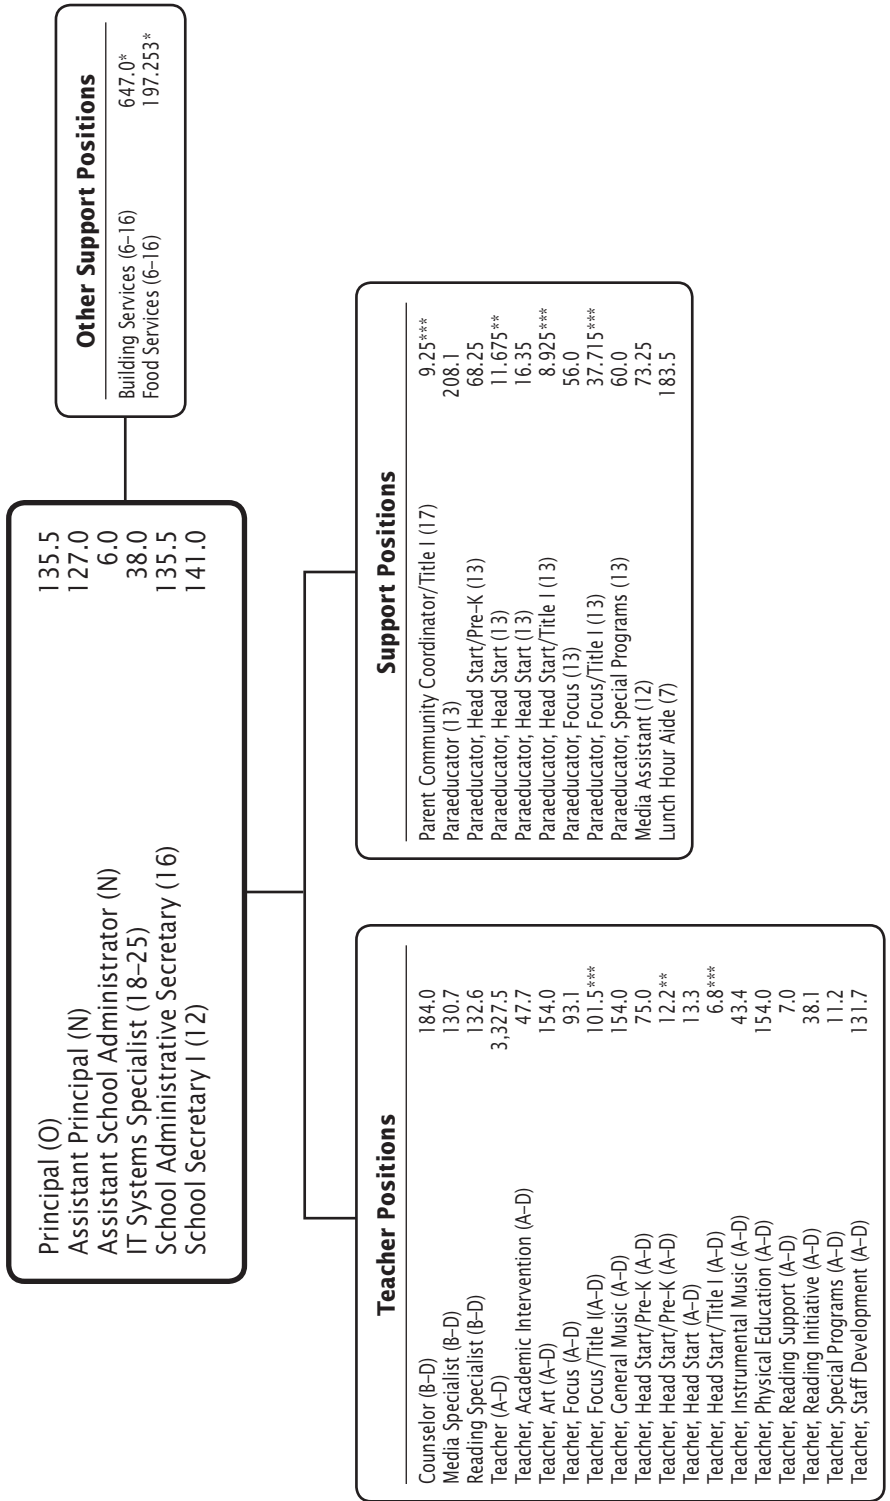 Principal (O) 135.5
Assistant Principal (N) 127.0
Assistant School Administrator (N) 6.0
IT Systems Specialist (18–25) 38.0
School Administrative Secretary (16) 135.5
School Secretary I (12) 141.0
Other Support Positions
Building Services (6–16) 647.0*
Food Services (6–16) 197.253*
Teacher Positions
Counselor (B–D) 184.0
Media Specialist (B–D) 130.7
Reading Specialist (B–D) 132.6
Teacher (A–D) 3,327.5
Teacher, Academic Intervention (A–D) 47.7
Teacher, Art (A–D) 154.0
Teacher, Focus (A–D) 93.1
Teacher, Focus/Title I(A–D) 101.5***
Teacher, General Music (A–D) 154.0
Teacher, Head Start/Pre–K (A–D) 75.0
Teacher, Head Start/Pre–K (A–D) 12.2**
Teacher, Head Start (A–D) 13.3
Teacher, Head Start/Title I (A–D) 6.8***
Teacher, Instrumental Music (A–D) 43.4
Teacher, Physical Education (A–D) 154.0
Teacher, Reading Support (A–D) 7.0
Teacher, Reading Initiative (A–D) 38.1
Teacher, Special Programs (A–D) 11.2
Teacher, Staff Development (A–D) 131.7
Support Positions
Parent Community Coordinator/Title I (17) 9.25***
Paraeducator (13) 208.1
Paraeducator, Head Start/Pre–K (13) 68.25
Paraeducator, Head Start (13) 11.675**
Paraeducator, Head Start (13) 16.35
Paraeducator, Head Start/Title I (13) 8.925***
Paraeducator, Focus (13) 56.0
Paraeducator, Focus/Title I (13) 37.715***
Paraeducator, Special Programs (13) 60.0
Media Assistant (12) 73.25
Lunch Hour Aide (7) 183.5